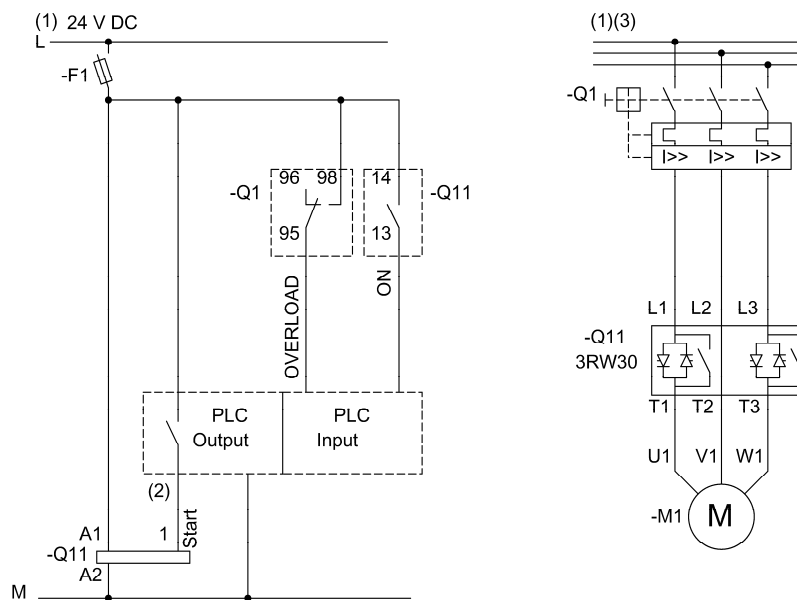 (1) 24 V DC
L
-F1
96 98
14
-Q1
-Q11
95
13
OVERLOAD
ON
PLC
Output
PLC
Input
(2)
Start
A1
1
-Q11
A2
M
(1)(3)
-Q1
I>> I>> I>>
L1 L2 L3
-Q11
3RW30
T1 T2 T3
U1 V1 W1
-M1
M